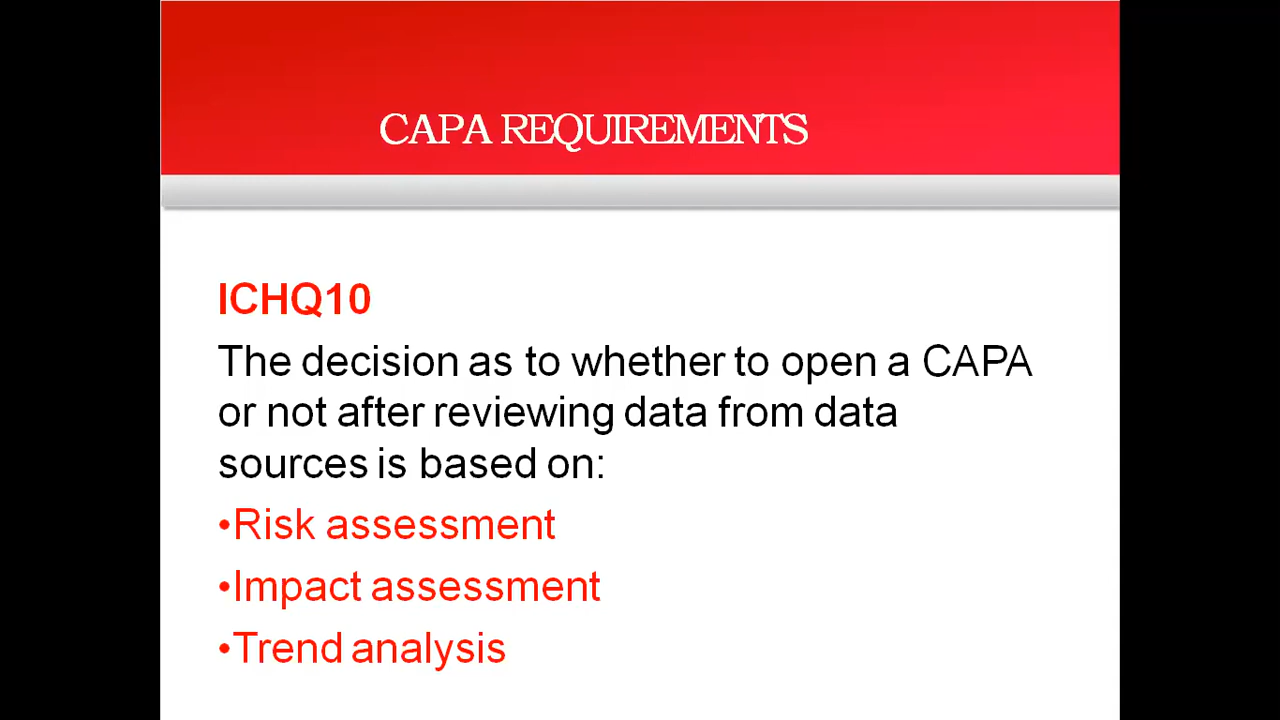 CAPA REQUIREMENTS
ICHQ10
The decision as to whether to open a CAPA
or not after reviewing data from data
sources is based on:
•Risk assessment
•Impact assessment
•Trend analysis